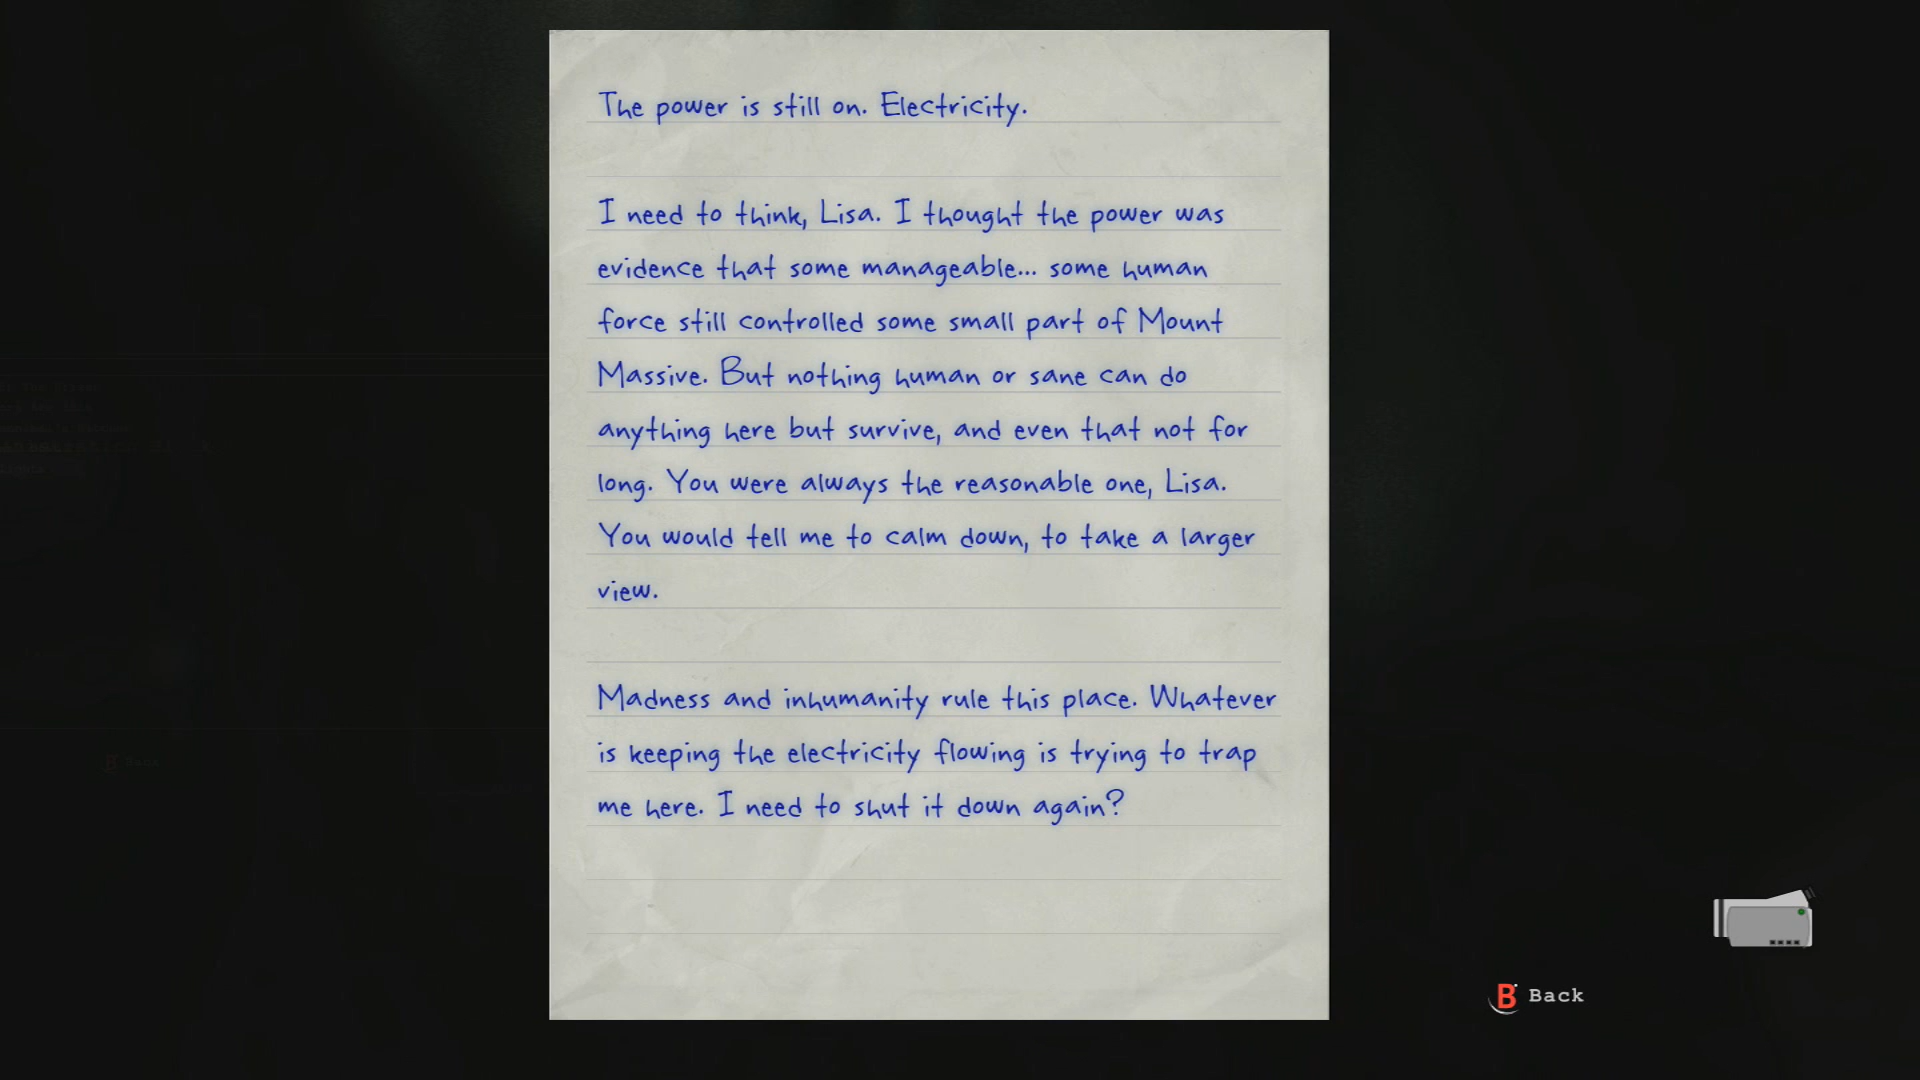 The power is still on. Electricity.
I need to think, Lisa. I thought the power was
evidence that some manageable... some human
force still controlled some small part of Mount
Massive. But nothing human or sane can do
anything here but survive, and even that not for
long. You were always the reasonable one, Lisa.
You would tell me to calm down, to take a larger
view.
Madness and inhumanity rule this place. Whatever
is keeping the electricity flowing is trying to trap
me here. I need to shut it down again?
B Back
B Back